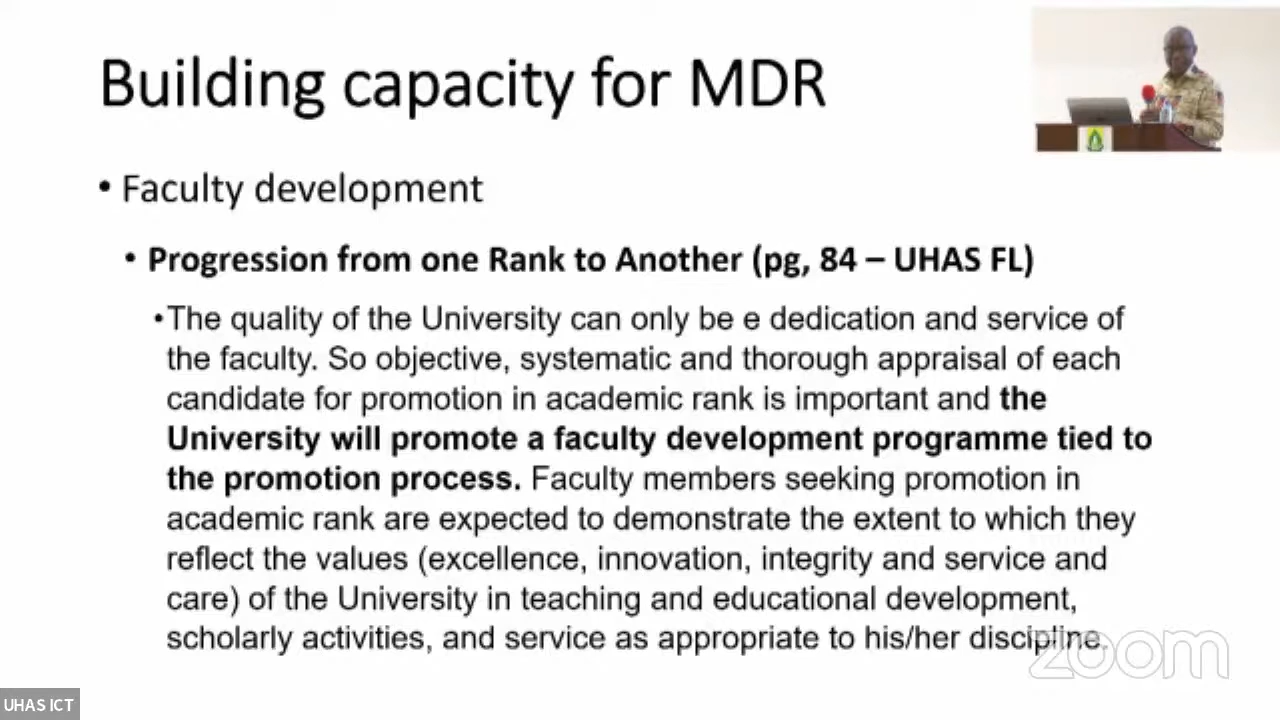 Building capacity for MDR
• Faculty development
• Progression from one Rank to Another (pg, 84 – UHAS FL)
•The quality of the University can only be e dedication and service of
the faculty. So objective, systematic and thorough appraisal of each
candidate for promotion in academic rank is important and the
University will promote a faculty development programme tied to
the promotion process. Faculty members seeking promotion in
academic rank are expected to demonstrate the extent to which they
reflect the values (excellence, innovation, integrity and service and
care) of the University in teaching and educational development,
scholarly activities, and service as appropriate to his/her discipline.
zoom
UHAS ICT